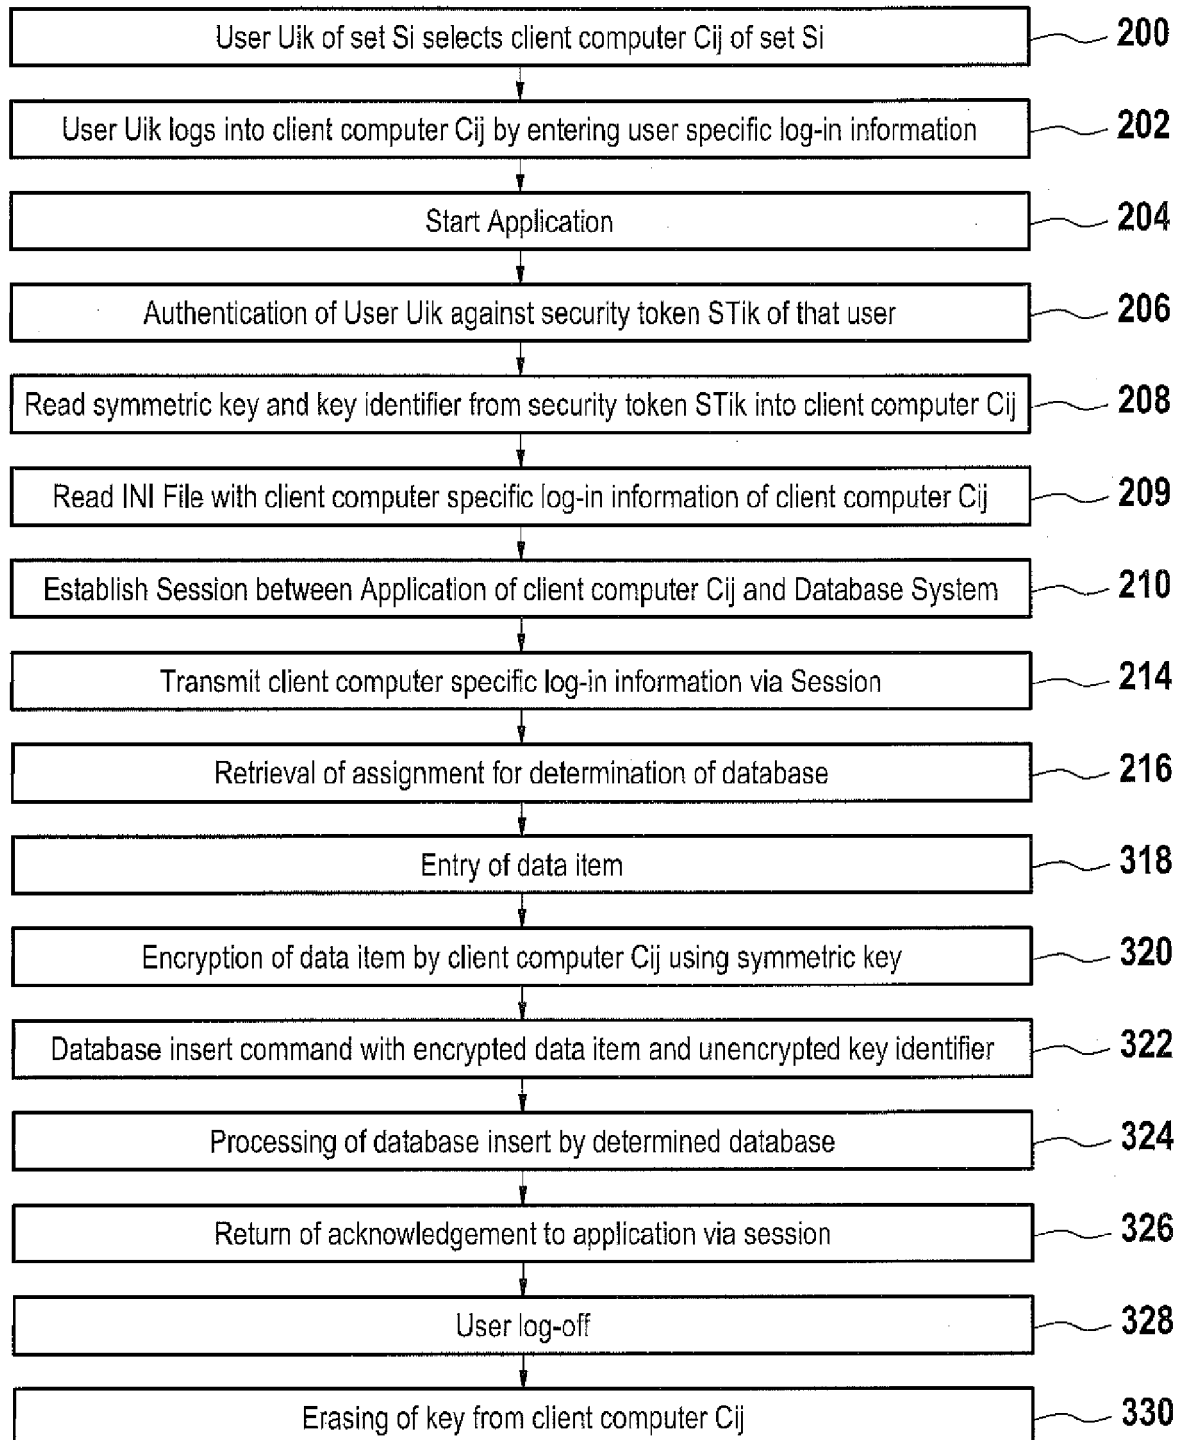 User Uik of set Si selects client computer Cij of set Si 200
User Uik logs into client computer Cij by entering user specific log-in information 202
Start Application 204
Authentication of User Uik against security token STik of that user 206
Read symmetric key and key identifier from security token STik into client computer Cij 208
Read INI File with client computer specific log-in information of client computer Cij 209
Establish Session between Application of client computer Cij and Database System 210
Transmit client computer specific log-in information via Session 214
Retrieval of assignment for determination of database 216
Entry of data item 318
Encryption of data item by client computer Cij using symmetric key 320
Database insert command with encrypted data item and unencrypted key identifier 322
Processing of database insert by determined database 324
Return of acknowledgement to application via session 326
User log-off 328
Erasing of key from client computer Cij 330